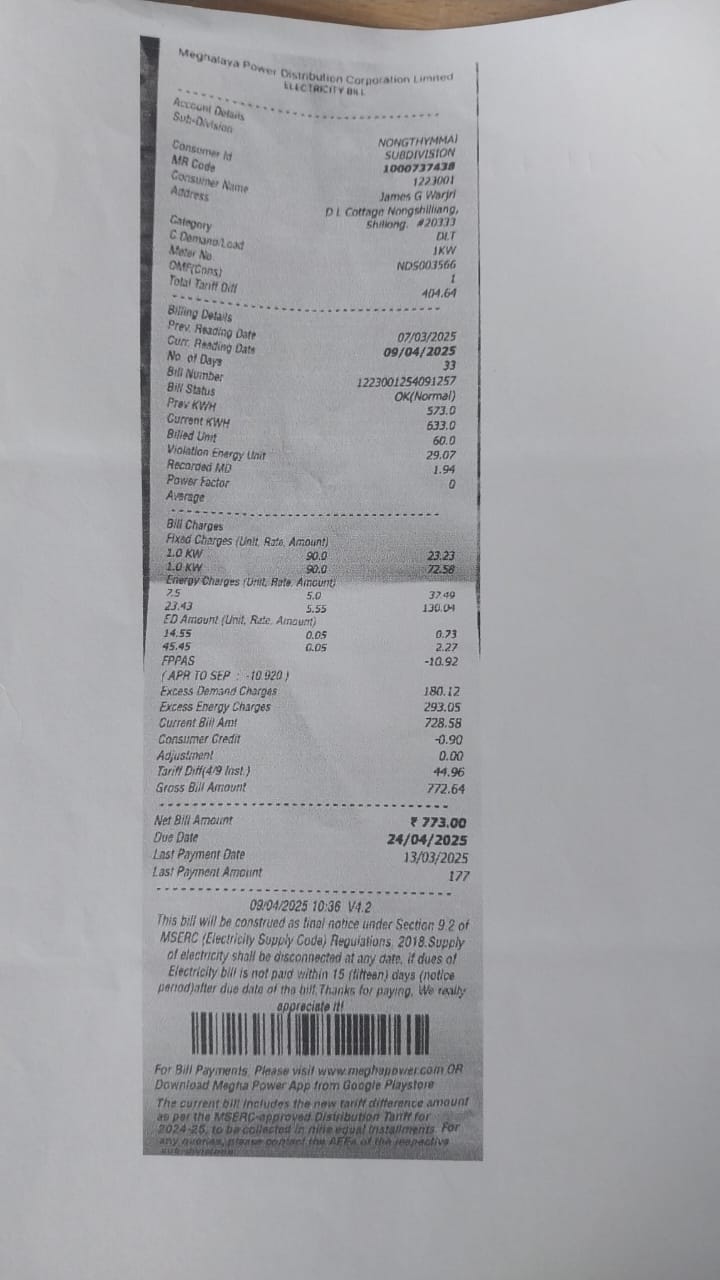 Meghalaya Power Distribution Corporation Limited
ELECTRICITY BILL
Account Details
Sub-Division NONGTHYMMAI SUBDIVISION
Consumer Id 1000737438
MR Code 1223001
Consumer Name James G Warjri
Address D L Cottage Nongshilliang,
Shillong, #20333
Category DLT
C Demand/Load 1KW
Meter No. NDS003566
OMF(Cons) 1
Total Tariff Diff 404.64
Billing Details
Prev. Reading Date 07/03/2025
Curr. Reading Date 09/04/2025
No of Days 33
Bill Number 1223001254091257
Bill Status OK(Normal)
Prev KWH 573.0
Current KWH 633.0
Billed Unit 60.0
Violation Energy Unit 29.07
Recorded MD 1.94
Power Factor 0
Average
Bill Charges
Fixed Charges (Unit, Rate, Amount)
1.0 KW 90.0 23.23
1.0 KW 90.0 72.58
Energy Charges (Unit, Rate, Amount)
7.5 5.0 37.49
23.43 5.55 130.04
ED Amount (Unit, Rate, Amount)
14.55 0.05 0.73
45.45 0.05 2.27
FPPAS -10.92
( APR TO SEP : -10.920 )
Excess Demand Charges 180.12
Excess Energy Charges 293.05
Current Bill Amt 728.58
Consumer Credit -0.90
Adjustment 0.00
Tariff Diff(4/9 Inst.) 44.96
Gross Bill Amount 772.64
Net Bill Amount ₹ 773.00
Due Date 24/04/2025
Last Payment Date 13/03/2025
Last Payment Amount 177
09/04/2025 10:36 V4.2
This bill will be construed as final notice under Section 9.2 of
MSERC (Electricity Supply Code) Regulations, 2018.Supply
of electricity shall be disconnected at any date, if dues of
Electricity bill is not paid within 15 (fifteen) days (notice
period)after due date of the bill.Thanks for paying. We really
appreciate it!
For Bill Payments, Please visit www.meghapower.com OR
Download Megha Power App from Google Playstore
The current bill includes the new tariff difference amount
as per the MSERC-approved Distribution Tariff for
2024-25, to be collected in nine equal installments. For
any queries, please contact the AEEs of the respective
sub-divisions